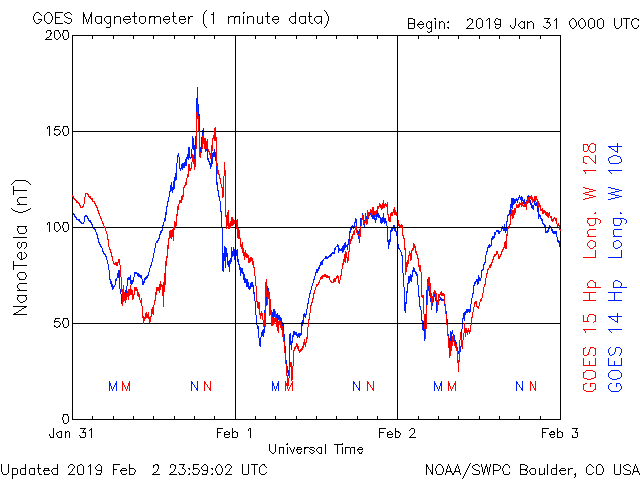 GOES Magnetometer (1 minute data)
Begin: 2019 Jan 31 0000 UTC
200
150
100
50
0
NanoTesla (nT)
M M N N M M N N M M N N
Jan 31 Feb 1 Feb 2 Feb 3
Universal Time
GOES 15 Hp Long. W 128
GOES 14 Hp Long. W 104
Updated 2019 Feb 2 23:59:02 UTC
NOAA/SWPC Boulder, CO USA